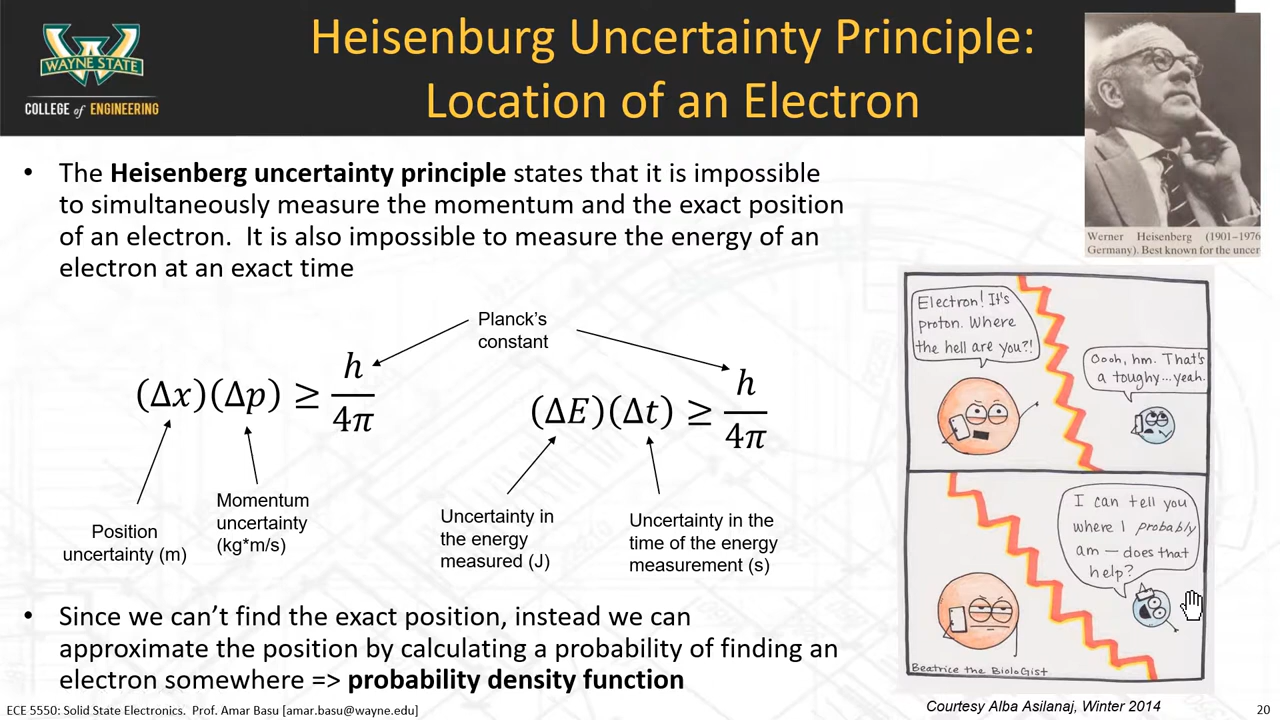 WAYNE STATE
COLLEGE of ENGINEERING
Heisenburg Uncertainty Principle:
Location of an Electron
Werner Heisenberg (1901–1976
Germany). Best known for the uncer
• The Heisenberg uncertainty principle states that it is impossible
to simultaneously measure the momentum and the exact position
of an electron. It is also impossible to measure the energy of an
electron at an exact time
Planck's
constant
(Δx)(Δp) ≥ h/4π
(ΔE)(Δt) ≥ h/4π
Position
uncertainty (m)
Momentum
uncertainty
(kg*m/s)
Uncertainty in
the energy
measured (J)
Uncertainty in the
time of the energy
measurement (s)
• Since we can't find the exact position, instead we can
approximate the position by calculating a probability of finding an
electron somewhere => probability density function
Electron! It's
proton. Where
the hell are you?!
Oooh, hm. That's
a toughy...yeah.
I can tell you
where I probably
am — does that
help?
Beatrice the Biologist
Courtesy Alba Asilanaj, Winter 2014
ECE 5550: Solid State Electronics. Prof. Amar Basu [amar.basu@wayne.edu]
20